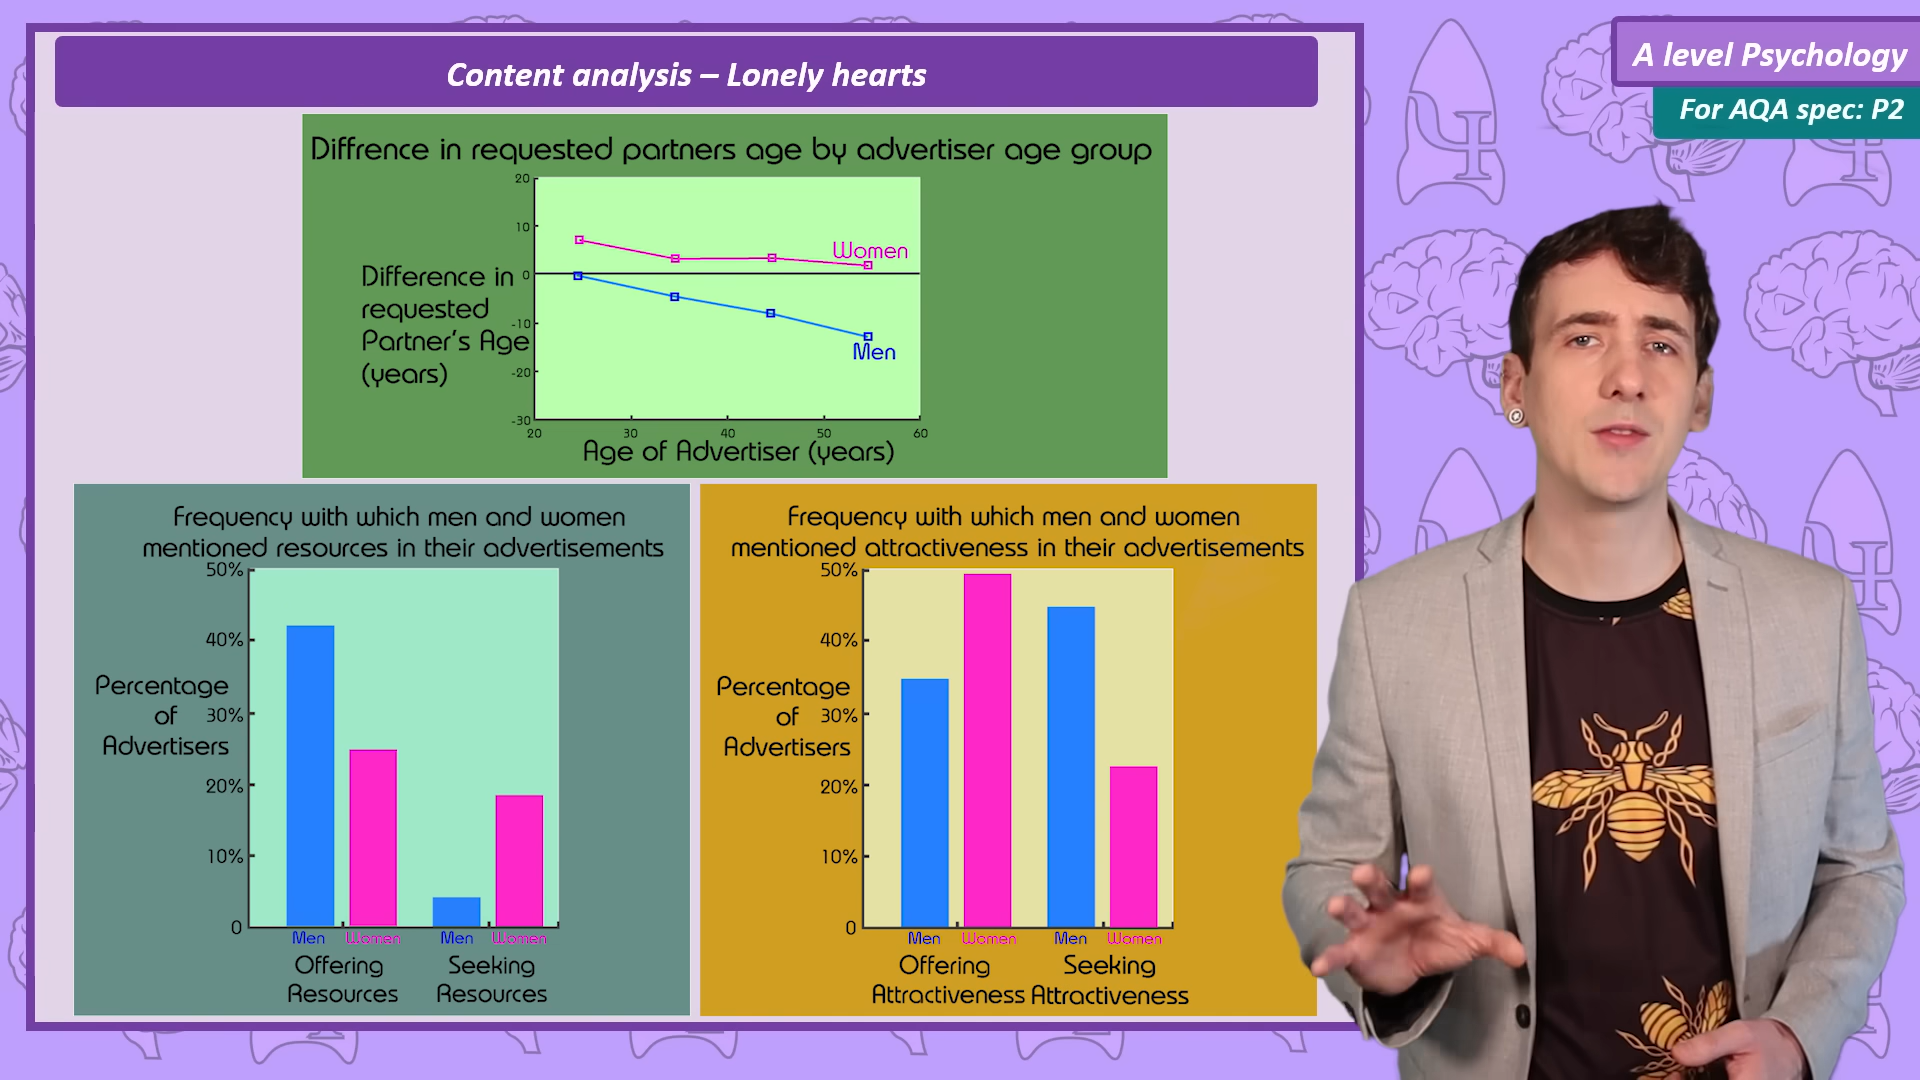 Content analysis – Lonely hearts
A level Psychology
For AQA spec: P2
Diffrence in requested partners age by advertiser age group
20
10
0
-10
-20
-30
Difference in
requested
Partner's Age
(years)
Women
Men
20 30 40 50 60
Age of Advertiser (years)
Frequency with which men and women
mentioned resources in their advertisements
50%
40%
30%
20%
10%
0
Percentage
of
Advertisers
Men Women Men Women
Offering Seeking
Resources Resources
Frequency with which men and women
mentioned attractiveness in their advertisements
50%
40%
30%
20%
10%
0
Percentage
of
Advertisers
Men Women Men Women
Offering Seeking
Attractiveness Attractiveness